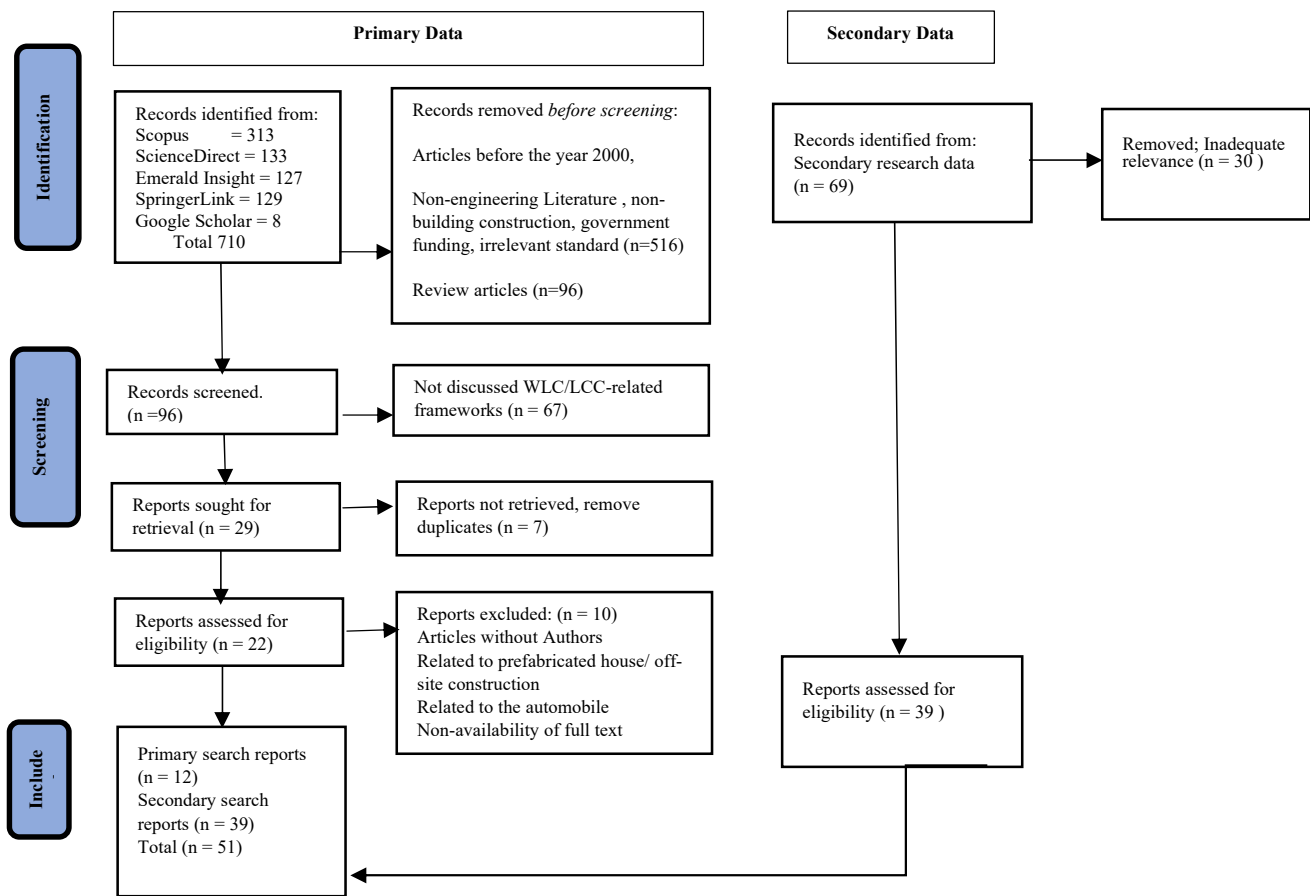 Primary Data
Secondary Data
Identification
Records identified from:
Scopus = 313
ScienceDirect = 133
Emerald Insight = 127
SpringerLink = 129
Google Scholar = 8
Total 710
Records removed before screening:
Articles before the year 2000,
Non-engineering Literature , non-
building construction, government
funding, irrelevant standard (n=516)
Review articles (n=96)
Records identified from:
Secondary research data
(n = 69)
Removed; Inadequate
relevance (n = 30 )
Screening
Records screened.
(n =96)
Not discussed WLC/LCC-related
frameworks (n = 67)
Reports sought for
retrieval (n = 29)
Reports not retrieved, remove
duplicates (n = 7)
Reports assessed for
eligibility (n = 22)
Reports excluded: (n = 10)
Articles without Authors
Related to prefabricated house/ off-
site construction
Related to the automobile
Non-availability of full text
Reports assessed for
eligibility (n = 39 )
Include
Primary search reports
(n = 12)
Secondary search
reports (n = 39)
Total (n = 51)